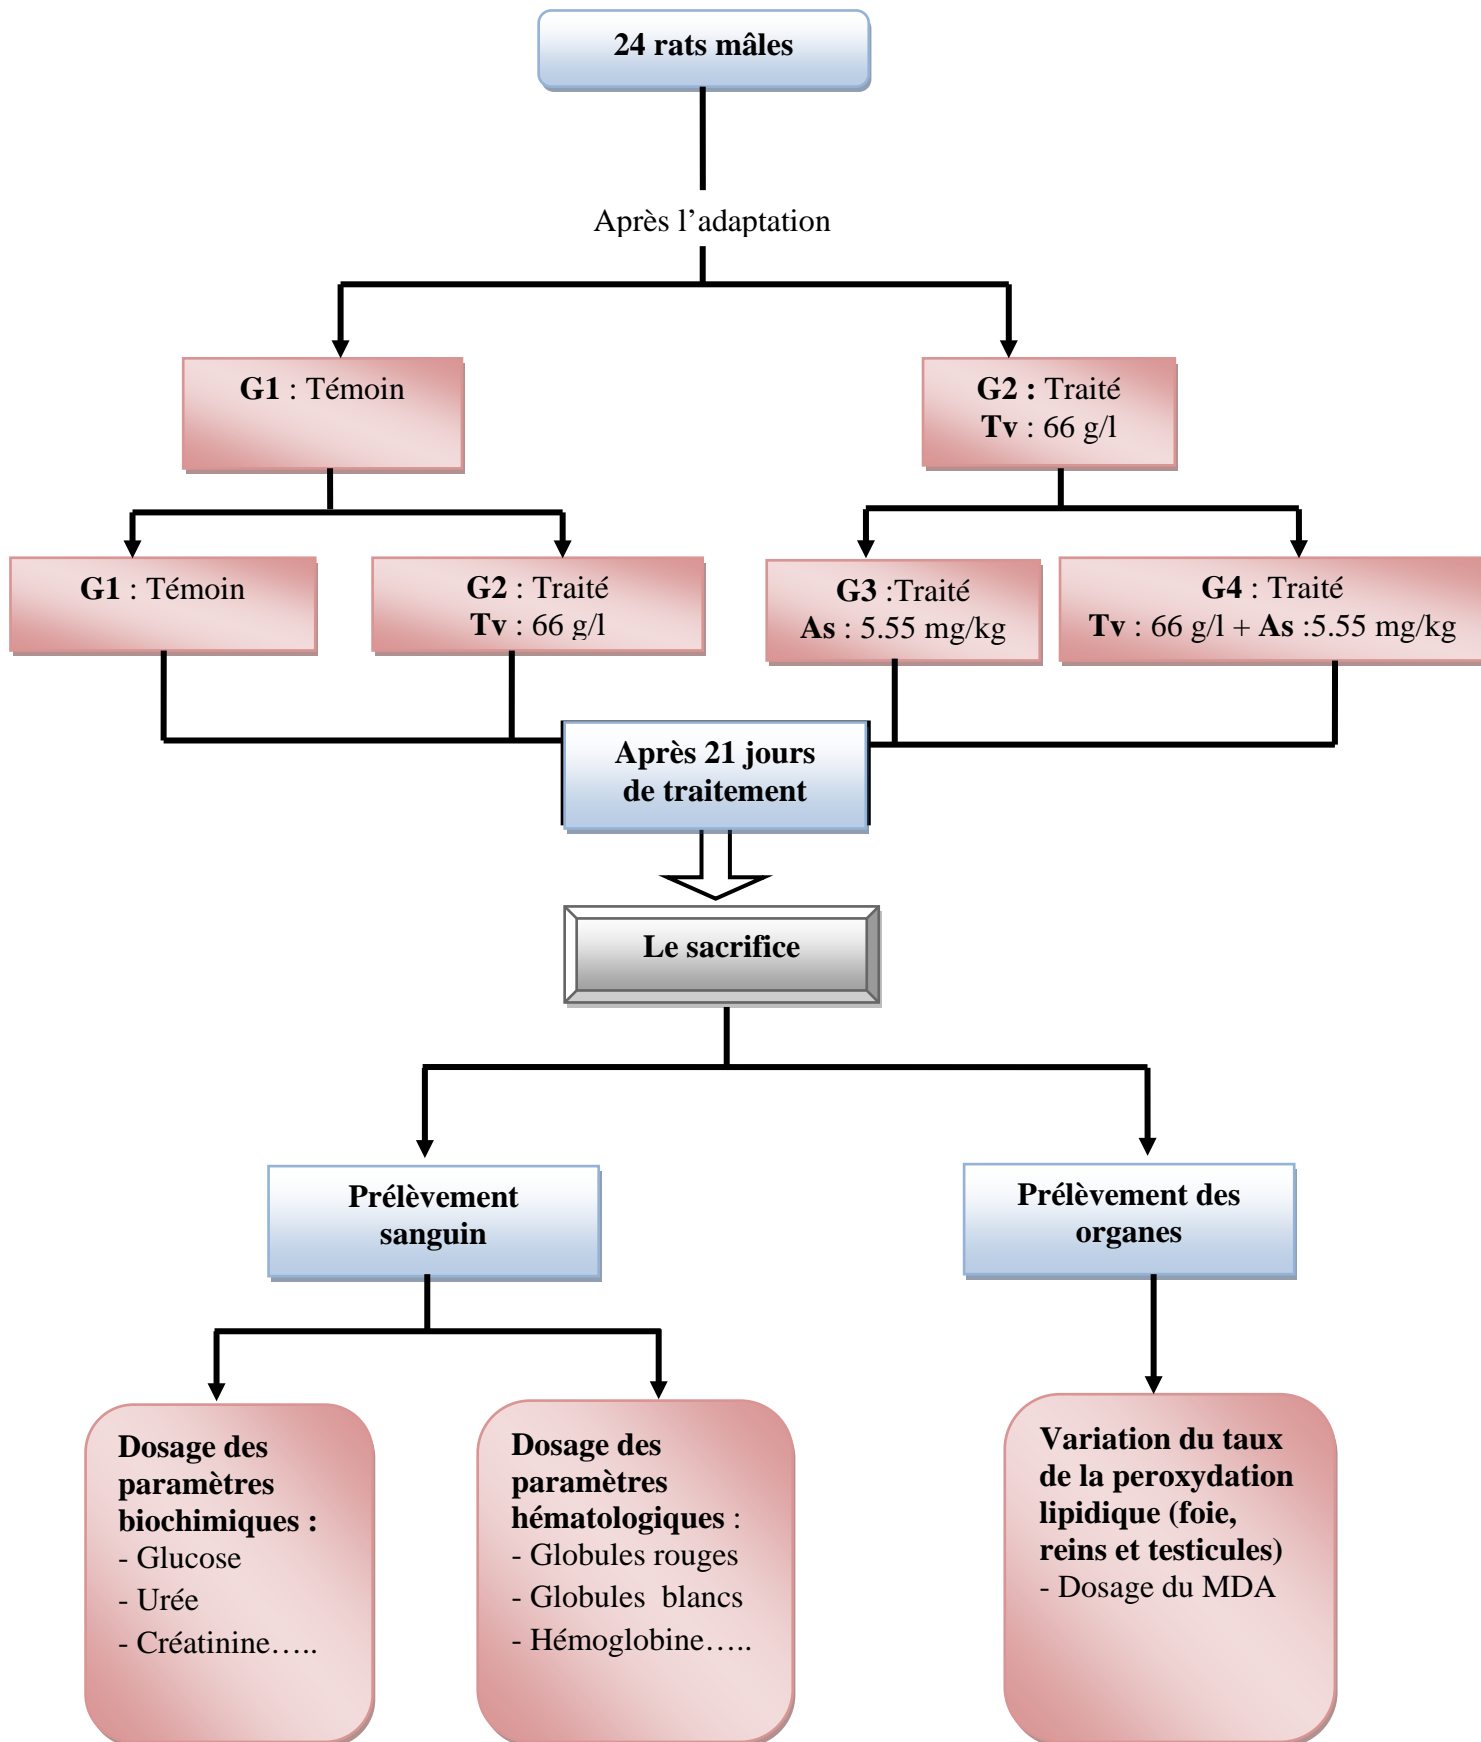 24 rats mâles
Après l’adaptation
G1 : Témoin
G2 : Traité
Tv : 66 g/l
G1 : Témoin
G2 : Traité
Tv : 66 g/l
G3 :Traité
As : 5.55 mg/kg
G4 : Traité
Tv : 66 g/l + As :5.55 mg/kg
Après 21 jours
de traitement
Le sacrifice
Prélèvement
sanguin
Prélèvement des
organes
Dosage des
paramètres
biochimiques :
- Glucose
- Urée
- Créatinine…..
Dosage des
paramètres
hématologiques :
- Globules rouges
- Globules  blancs
- Hémoglobine…..
Variation du taux
de la peroxydation
lipidique (foie,
reins et testicules)
- Dosage du MDA